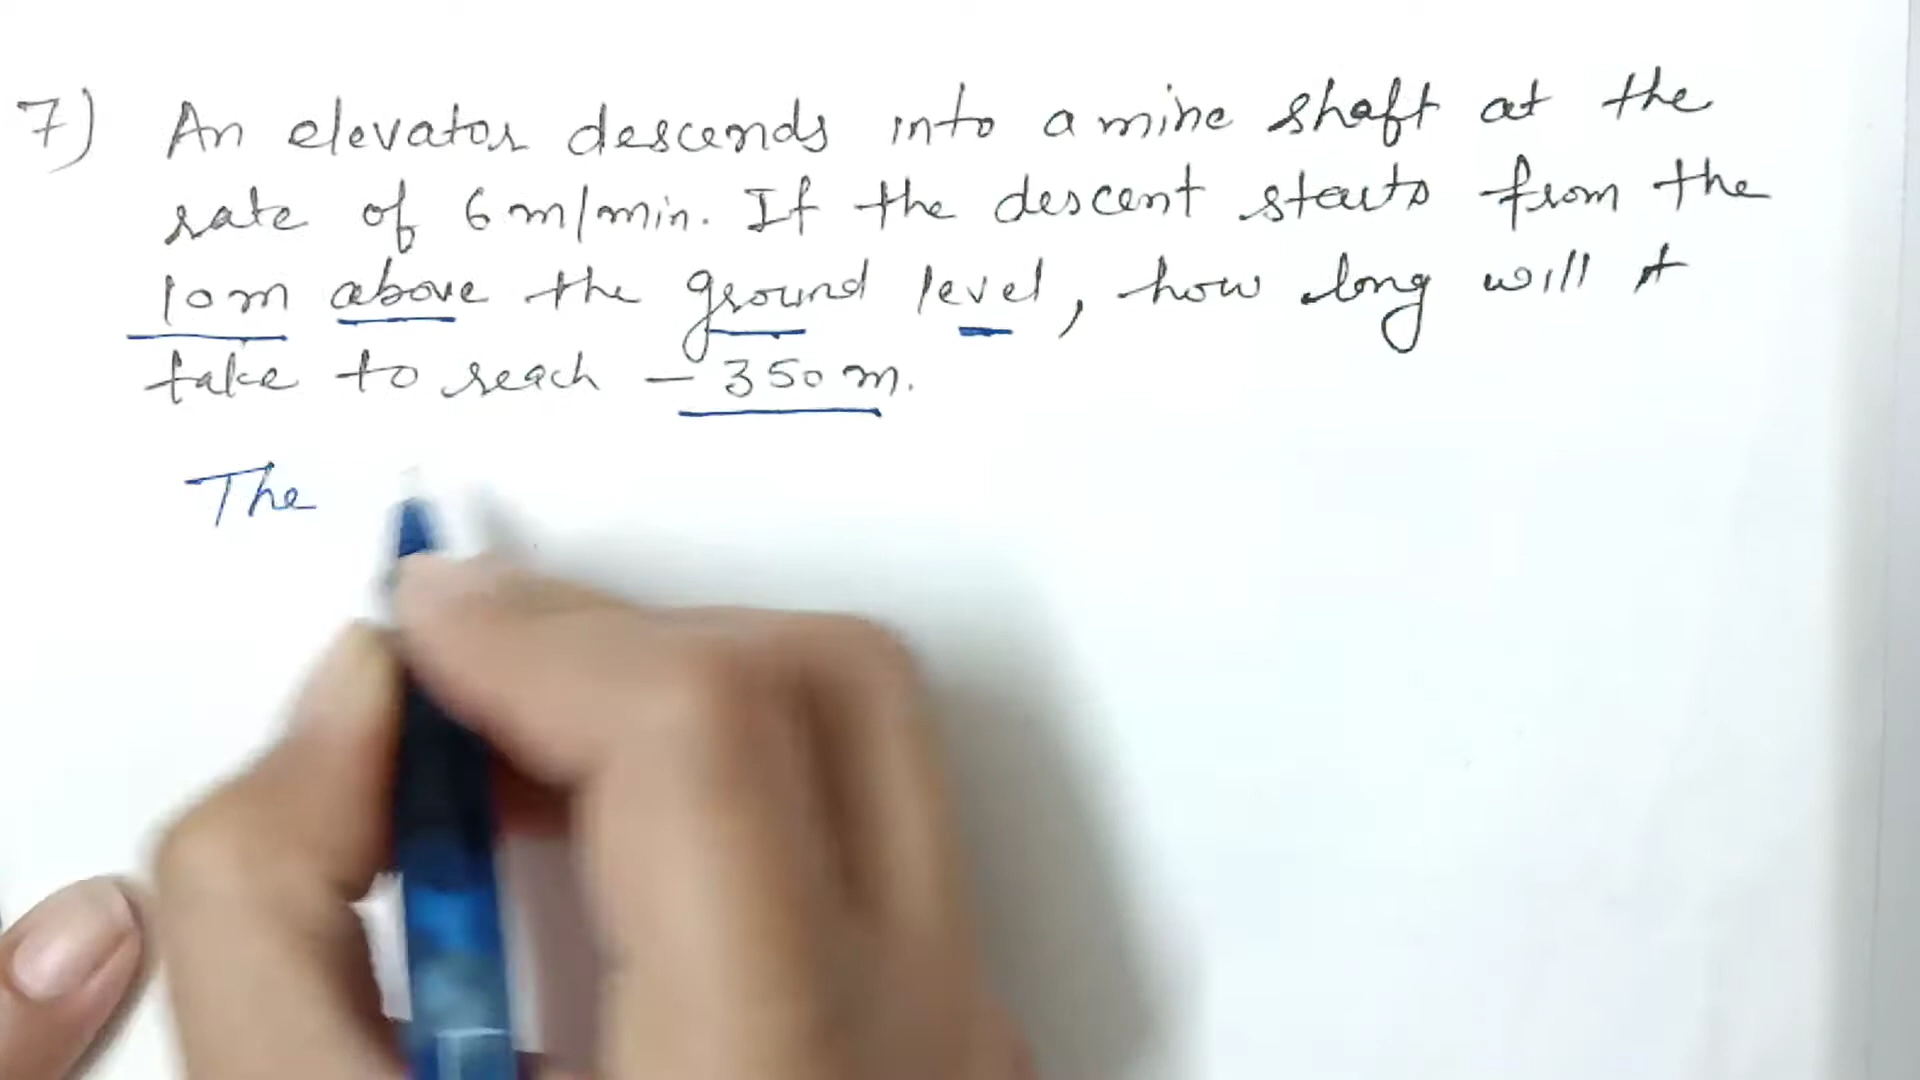 7) An elevator descends into a mine shaft at the
rate of 6 m/min. If the descent starts from the
10m above the ground level, how long will it
take to reach - 350 m.
The